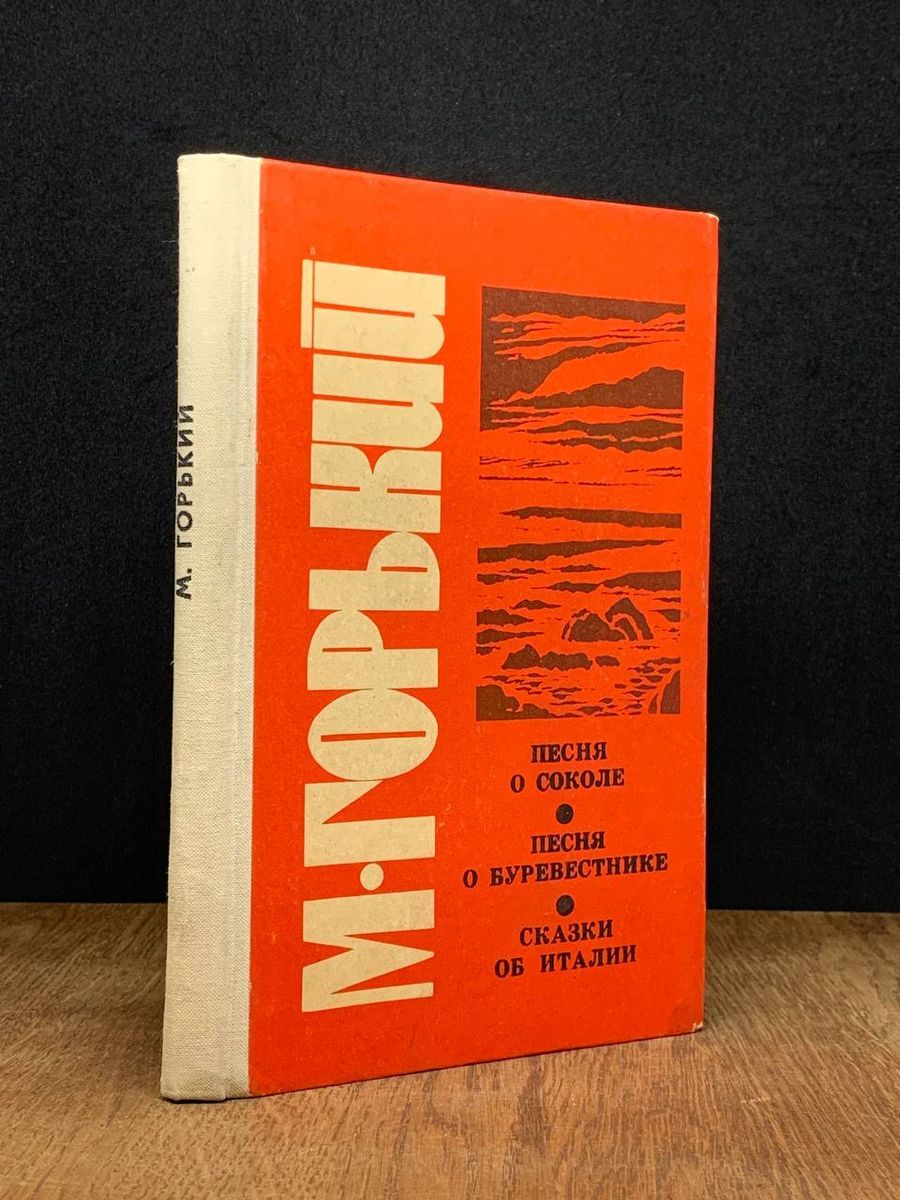 М. ГОРЬКИЙ
М·ГОРЬКИЙ
ПЕСНЯ
О СОКОЛЕ
ПЕСНЯ
О БУРЕВЕСТНИКЕ
СКАЗКИ
ОБ ИТАЛИИ